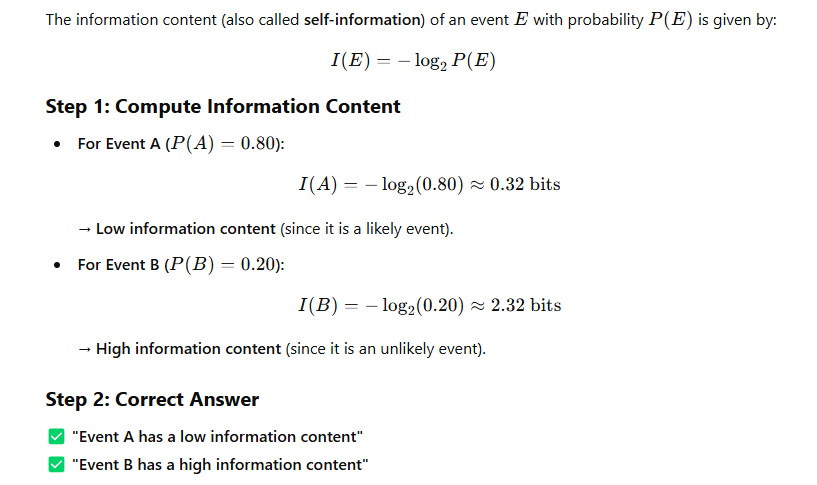 The information content (also called self-information) of an event E with probability P(E) is given by:
I(E) = − log₂ P(E)
Step 1: Compute Information Content
• For Event A (P(A) = 0.80):
I(A) = − log₂(0.80) ≈ 0.32 bits
→ Low information content (since it is a likely event).
• For Event B (P(B) = 0.20):
I(B) = − log₂(0.20) ≈ 2.32 bits
→ High information content (since it is an unlikely event).
Step 2: Correct Answer
✅ "Event A has a low information content"
✅ "Event B has a high information content"